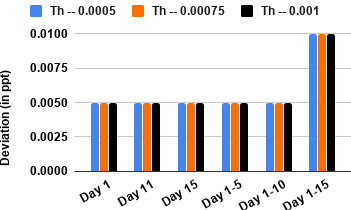 Th -- 0.0005 Th -- 0.00075 Th -- 0.001
Deviation (in ppt)
0.0100
0.0075
0.0050
0.0025
0.0000
Day 1 Day 11 Day 15 Day 1-5 Day 1-10 Day 1-15